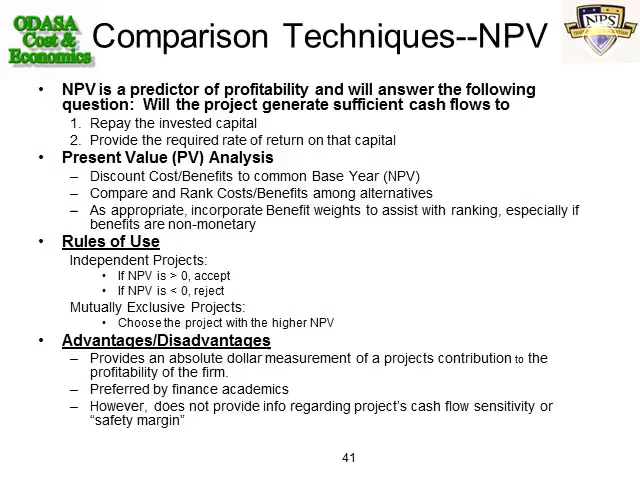 ODASA
Cost &
Economics
Comparison Techniques--NPV
NPS
• NPV is a predictor of profitability and will answer the following
question: Will the project generate sufficient cash flows to
1. Repay the invested capital
2. Provide the required rate of return on that capital
• Present Value (PV) Analysis
– Discount Cost/Benefits to common Base Year (NPV)
– Compare and Rank Costs/Benefits among alternatives
– As appropriate, incorporate Benefit weights to assist with ranking, especially if
benefits are non-monetary
• Rules of Use
Independent Projects:
• If NPV is > 0, accept
• If NPV is < 0, reject
Mutually Exclusive Projects:
• Choose the project with the higher NPV
• Advantages/Disadvantages
– Provides an absolute dollar measurement of a projects contribution to the
profitability of the firm.
– Preferred by finance academics
– However, does not provide info regarding project's cash flow sensitivity or
“safety margin”
41